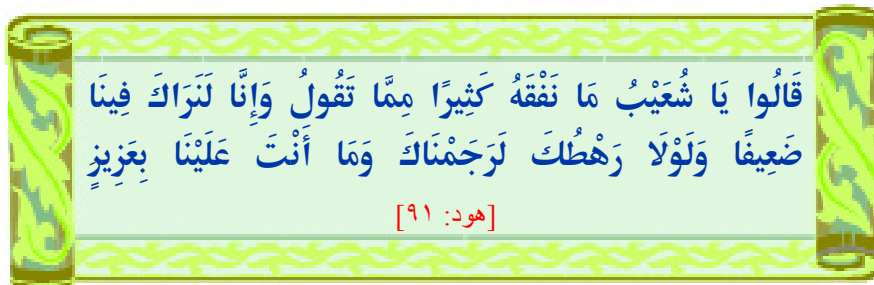 قَالُوا يَا شُعَيْبُ مَا نَفْقَهُ كَثِيرًا مِمَّا تَقُولُ وَإِنَّا لَنَرَاكَ فِينَا
ضَعِيفًا وَلَوْلَا رَهْطُكَ لَرَجَمْنَاكَ وَمَا أَنْتَ عَلَيْنَا بِعَزِيزٍ
[هود: ٩١]